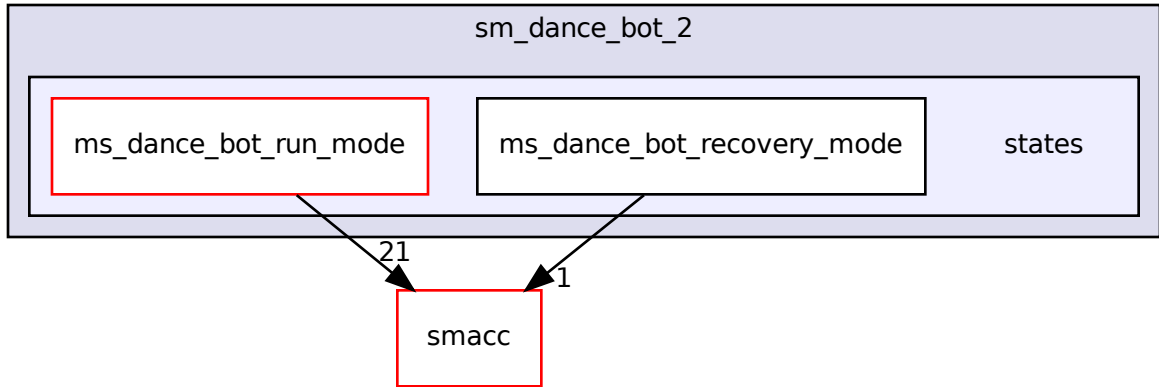 sm_dance_bot_2
ms_dance_bot_run_mode
ms_dance_bot_recovery_mode
states
21
1
smacc